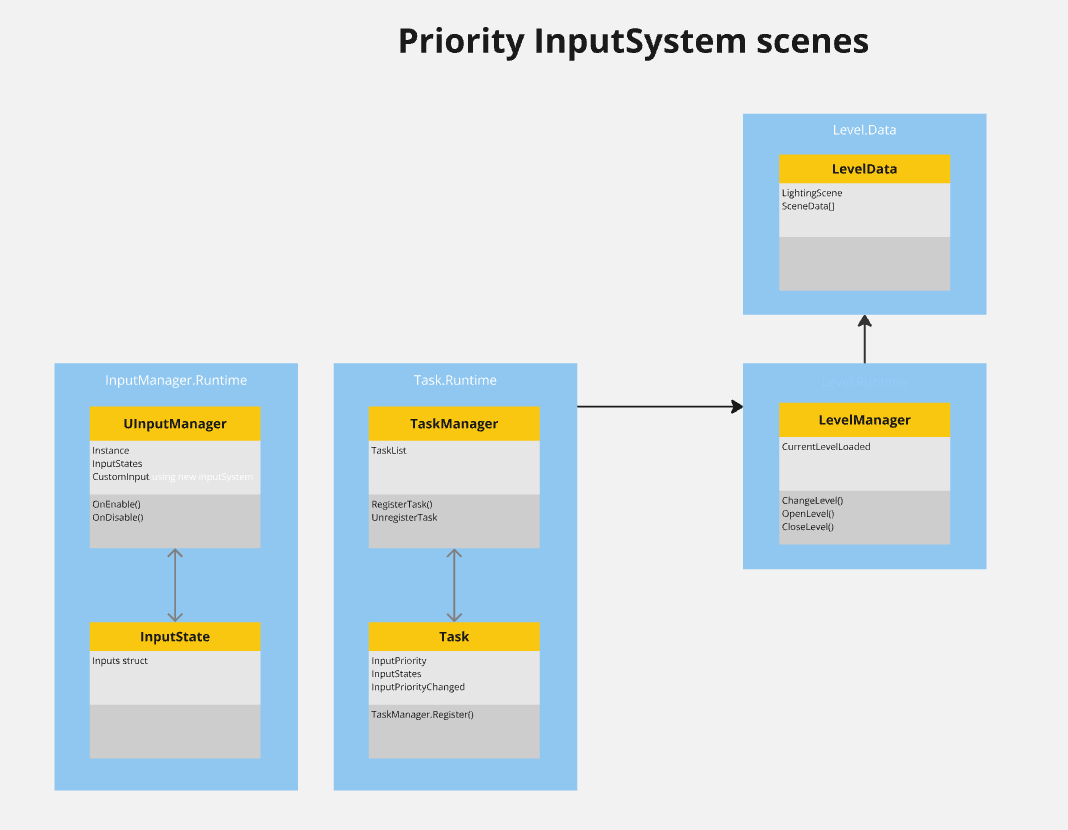 Priority InputSystem scenes
Level.Data
LevelData
LightingScene
SceneData[]
InputManager.Runtime
UInputManager
Instance
InputStates
CustomInput using new inputSystem
OnEnable()
OnDisable()
InputState
Inputs struct
Task.Runtime
TaskManager
TaskList
RegisterTask()
UnregisterTask
Task
InputPriority
InputStates
InputPriorityChanged
TaskManager.Register()
Level.Runtime
LevelManager
CurrentLevelLoaded
ChangeLevel()
OpenLevel()
CloseLevel()